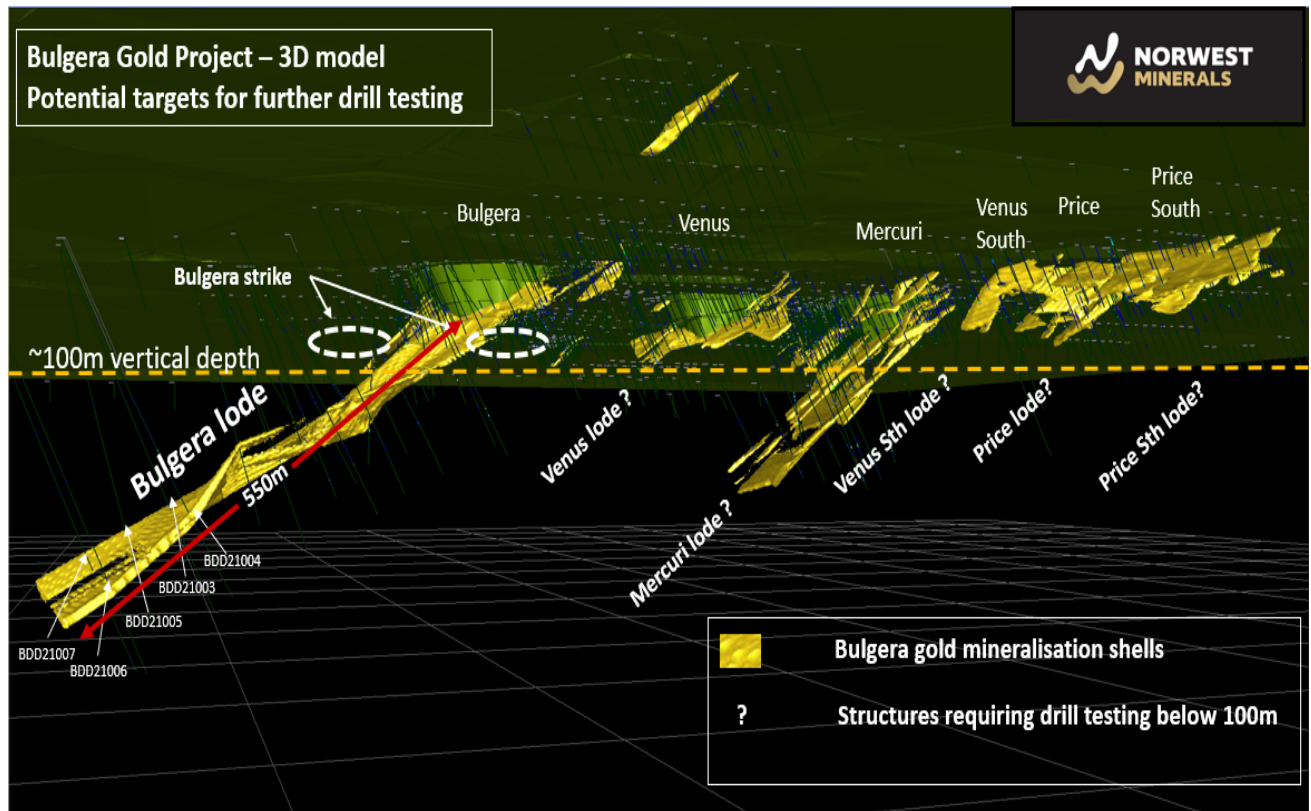 Bulgera Gold Project – 3D model
Potential targets for further drill testing
NORWEST
MINERALS
Bulgera
Venus
Mercuri
Venus
South
Price
Price
South
Bulgera strike
~100m vertical depth
Bulgera lode
550m
Venus lode ?
Mercuri lode ?
Venus Sth lode ?
Price lode?
Price Sth lode?
BDD21004
BDD21003
BDD21005
BDD21007
BDD21006
Bulgera gold mineralisation shells
? Structures requiring drill testing below 100m